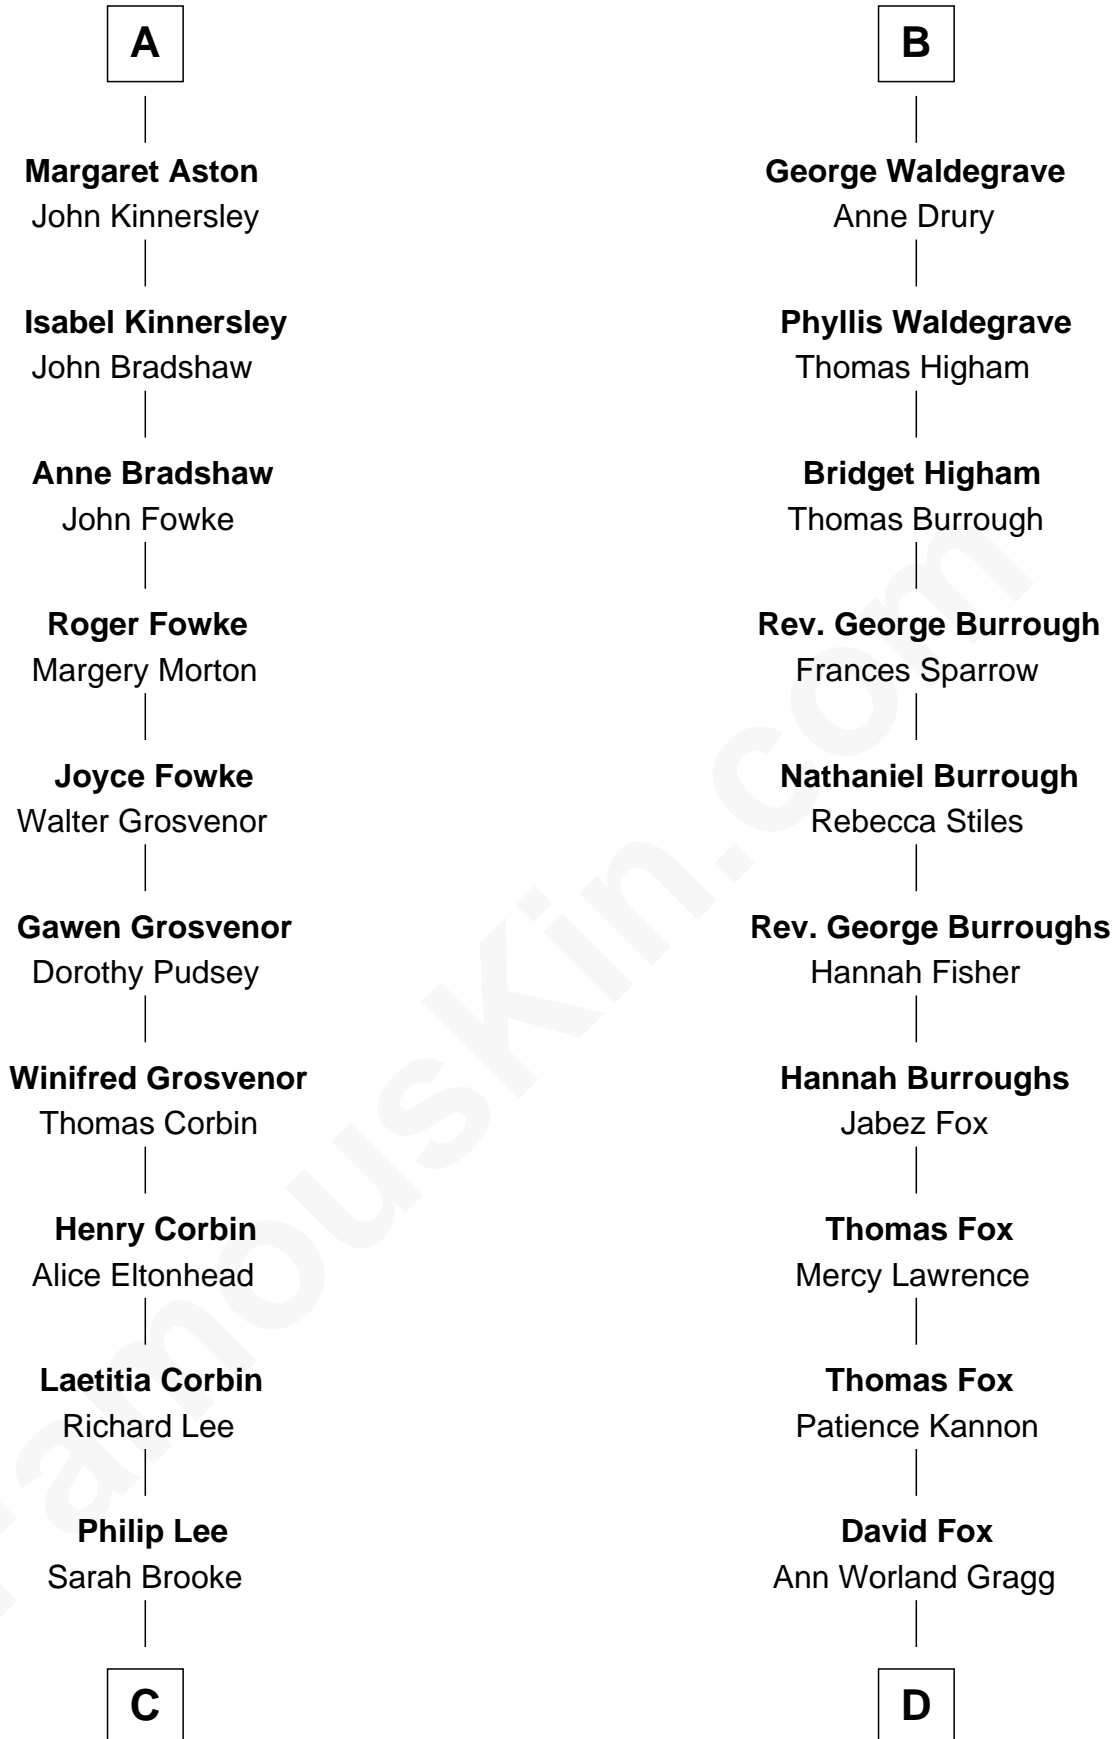 A
Margaret Aston
John Kinnersley
Isabel Kinnersley
John Bradshaw
Anne Bradshaw
John Fowke
Roger Fowke
Margery Morton
Joyce Fowke
Walter Grosvenor
Gawen Grosvenor
Dorothy Pudsey
Winifred Grosvenor
Thomas Corbin
Henry Corbin
Alice Eltonhead
Laetitia Corbin
Richard Lee
Philip Lee
Sarah Brooke
C
B
George Waldegrave
Anne Drury
Phyllis Waldegrave
Thomas Higham
Bridget Higham
Thomas Burrough
Rev. George Burrough
Frances Sparrow
Nathaniel Burrough
Rebecca Stiles
Rev. George Burroughs
Hannah Fisher
Hannah Burroughs
Jabez Fox
Thomas Fox
Mercy Lawrence
Thomas Fox
Patience Kannon
David Fox
Ann Worland Gragg
D
FamousKin.com